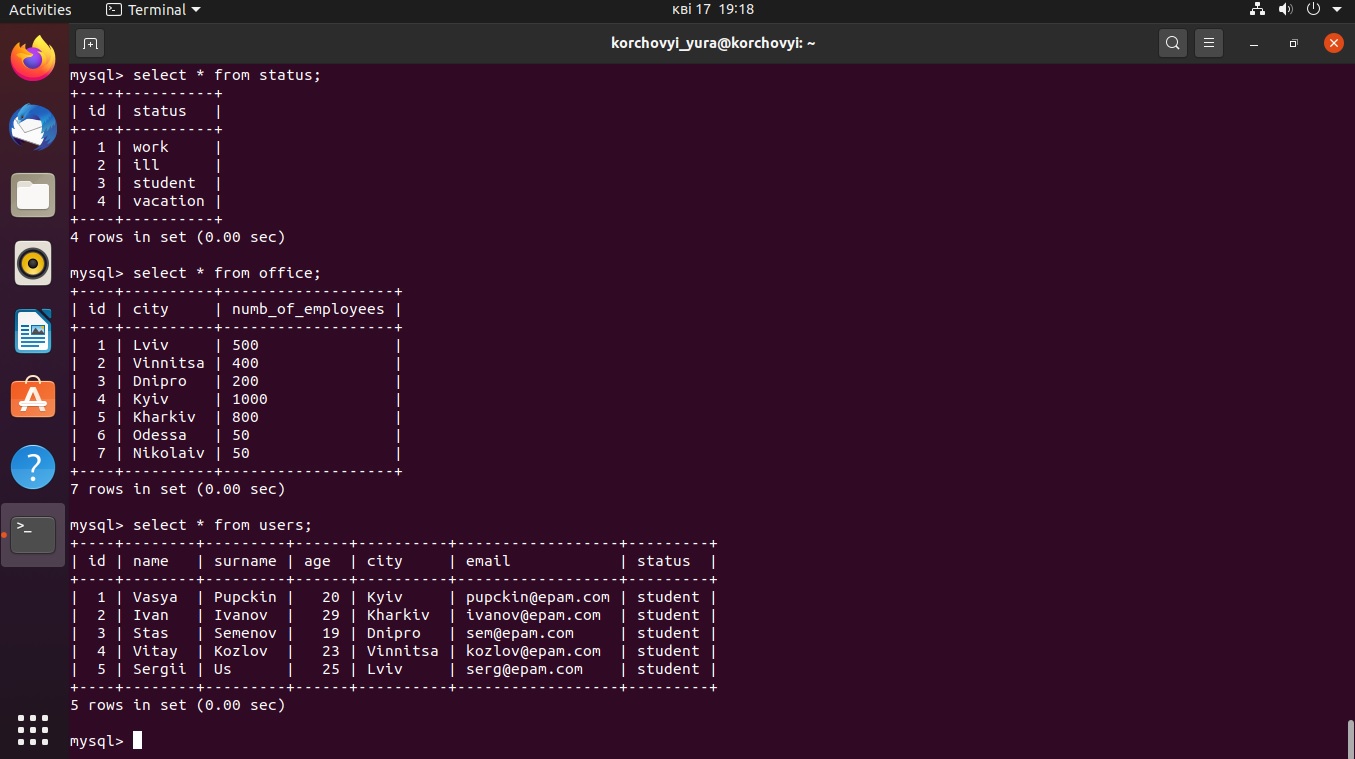 Activities Terminal кві 17 19:18
korchovyi_yura@korchovyi: ~
mysql> select * from status;
+----+----------+
| id | status   |
+----+----------+
|  1 | work     |
|  2 | ill      |
|  3 | student  |
|  4 | vacation |
+----+----------+
4 rows in set (0.00 sec)
mysql> select * from office;
+----+----------+-------------------+
| id | city     | numb_of_employees |
+----+----------+-------------------+
|  1 | Lviv     | 500               |
|  2 | Vinnitsa | 400               |
|  3 | Dnipro   | 200               |
|  4 | Kyiv     | 1000              |
|  5 | Kharkiv  | 800               |
|  6 | Odessa   | 50                |
|  7 | Nikolaiv | 50                |
+----+----------+-------------------+
7 rows in set (0.00 sec)
mysql> select * from users;
+----+--------+---------+------+----------+------------------+---------+
| id | name   | surname | age  | city     | email            | status  |
+----+--------+---------+------+----------+------------------+---------+
|  1 | Vasya  | Pupckin |   20 | Kyiv     | pupckin@epam.com | student |
|  2 | Ivan   | Ivanov  |   29 | Kharkiv  | ivanov@epam.com  | student |
|  3 | Stas   | Semenov |   19 | Dnipro   | sem@epam.com     | student |
|  4 | Vitay  | Kozlov  |   23 | Vinnitsa | kozlov@epam.com  | student |
|  5 | Sergii | Us      |   25 | Lviv     | serg@epam.com    | student |
+----+--------+---------+------+----------+------------------+---------+
5 rows in set (0.00 sec)
mysql>